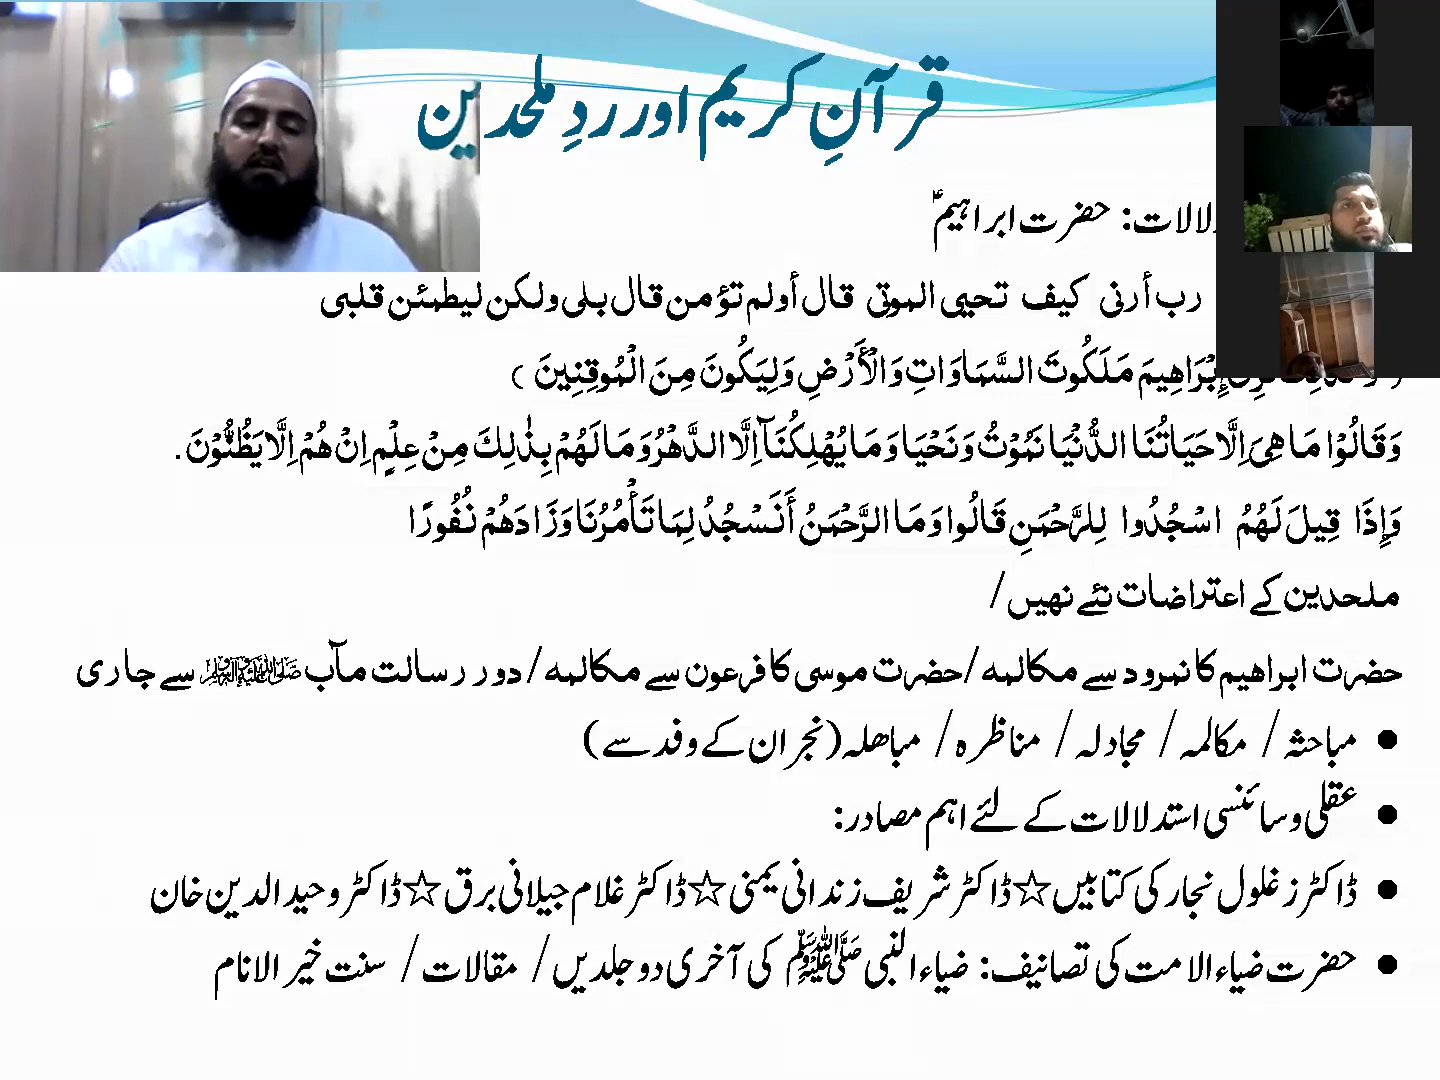 قرآنِ کریم اور ردِ ملحدین
حضرت ابراہیمؑ
رب أرنی کیف تحیی الموتی قال أولم تؤمن قال بلی ولکن لیطمئن قلبی
إِبْرَاهِيمَ مَلَكُوتَ السَّمَاوَاتِ وَالْأَرْضِ وَلِيَكُونَ مِنَ الْمُوقِنِينَ )
وَقَالُوْا مَا هِىَ اِلَّا حَيَاتُنَا الدُّنْيَا نَمُوْتُ وَنَحْيَا وَمَا يُهْلِكُنَآ اِلَّا الدَّهْرُ وَمَا لَهُمْ بِذٰلِكَ مِنْ عِلْمٍ اِنْ هُمْ اِلَّا يَظُنُّوْنَ.
وَإِذَا قِيلَ لَهُمُ اسْجُدُوا لِلرَّحْمَنِ قَالُوا وَمَا الرَّحْمَنُ أَنَسْجُدُ لِمَا تَأْمُرُنَا وَزَادَهُمْ نُفُورًا
ملحدین کے اعتراضات نئے نہیں/
حضرت ابراھیم کا نمرود سے مکالمہ /حضرت موسی کا فرعون سے مکالمہ/ دور رسالت مآب ﷺ سے جاری
• مباحثہ/ مکالمہ/ مجادلہ/ مناظرہ/ مباھلہ(نجران کے وفد سے)
• عقلی و سائنسی استدلالات کے لئے اہم مصادر:
• ڈاکٹر زغلول نجار کی کتابیں☆ڈاکٹر شریف زندانی یمنی☆ڈاکٹر غلام جیلانی برق☆ڈاکٹر وحید الدین خان
• حضرت ضیاء الامت کی تصانیف: ضیاء النبی ﷺ کی آخری دو جلدیں/ مقالات/ سنت خیر الانام